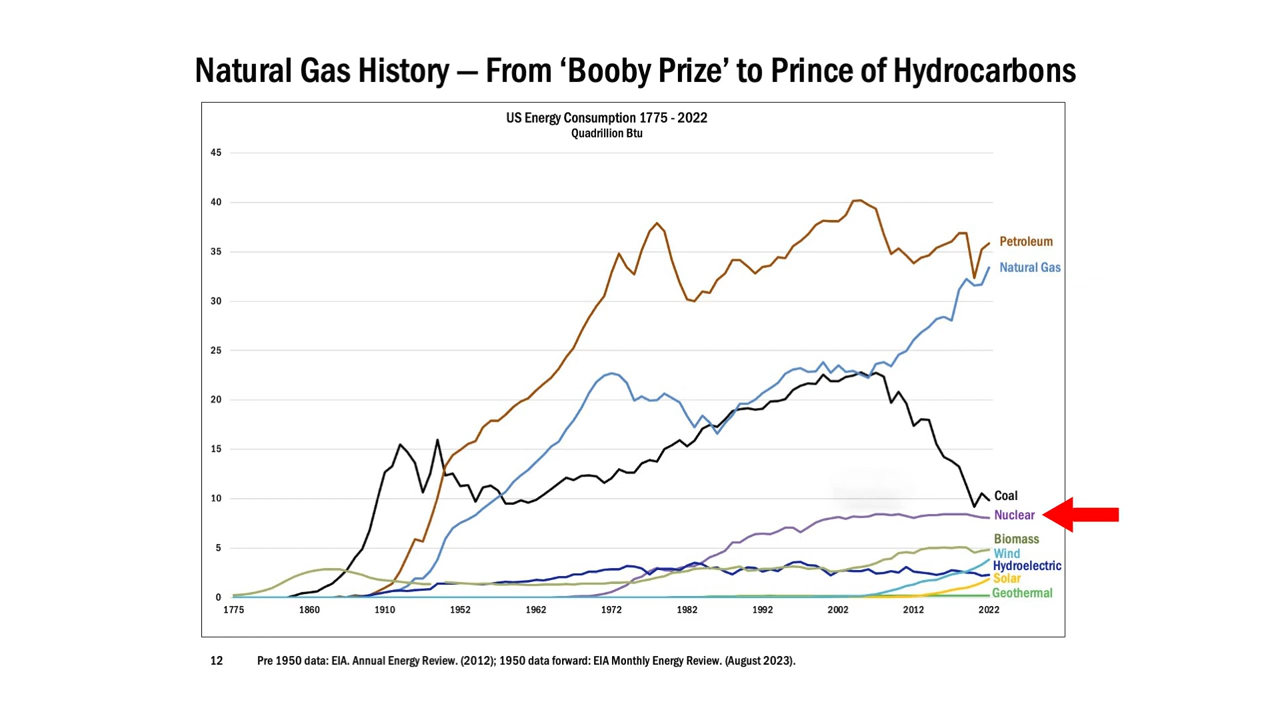 Natural Gas History — From ‘Booby Prize’ to Prince of Hydrocarbons
US Energy Consumption 1775 - 2022
Quadrillion Btu
45
40
35
30
25
20
15
10
5
0
Petroleum
Natural Gas
Coal
Nuclear
Biomass
Wind
Hydroelectric
Solar
Geothermal
1775 1860 1910 1952 1962 1972 1982 1992 2002 2012 2022
12 Pre 1950 data: EIA. Annual Energy Review. (2012); 1950 data forward: EIA Monthly Energy Review. (August 2023).